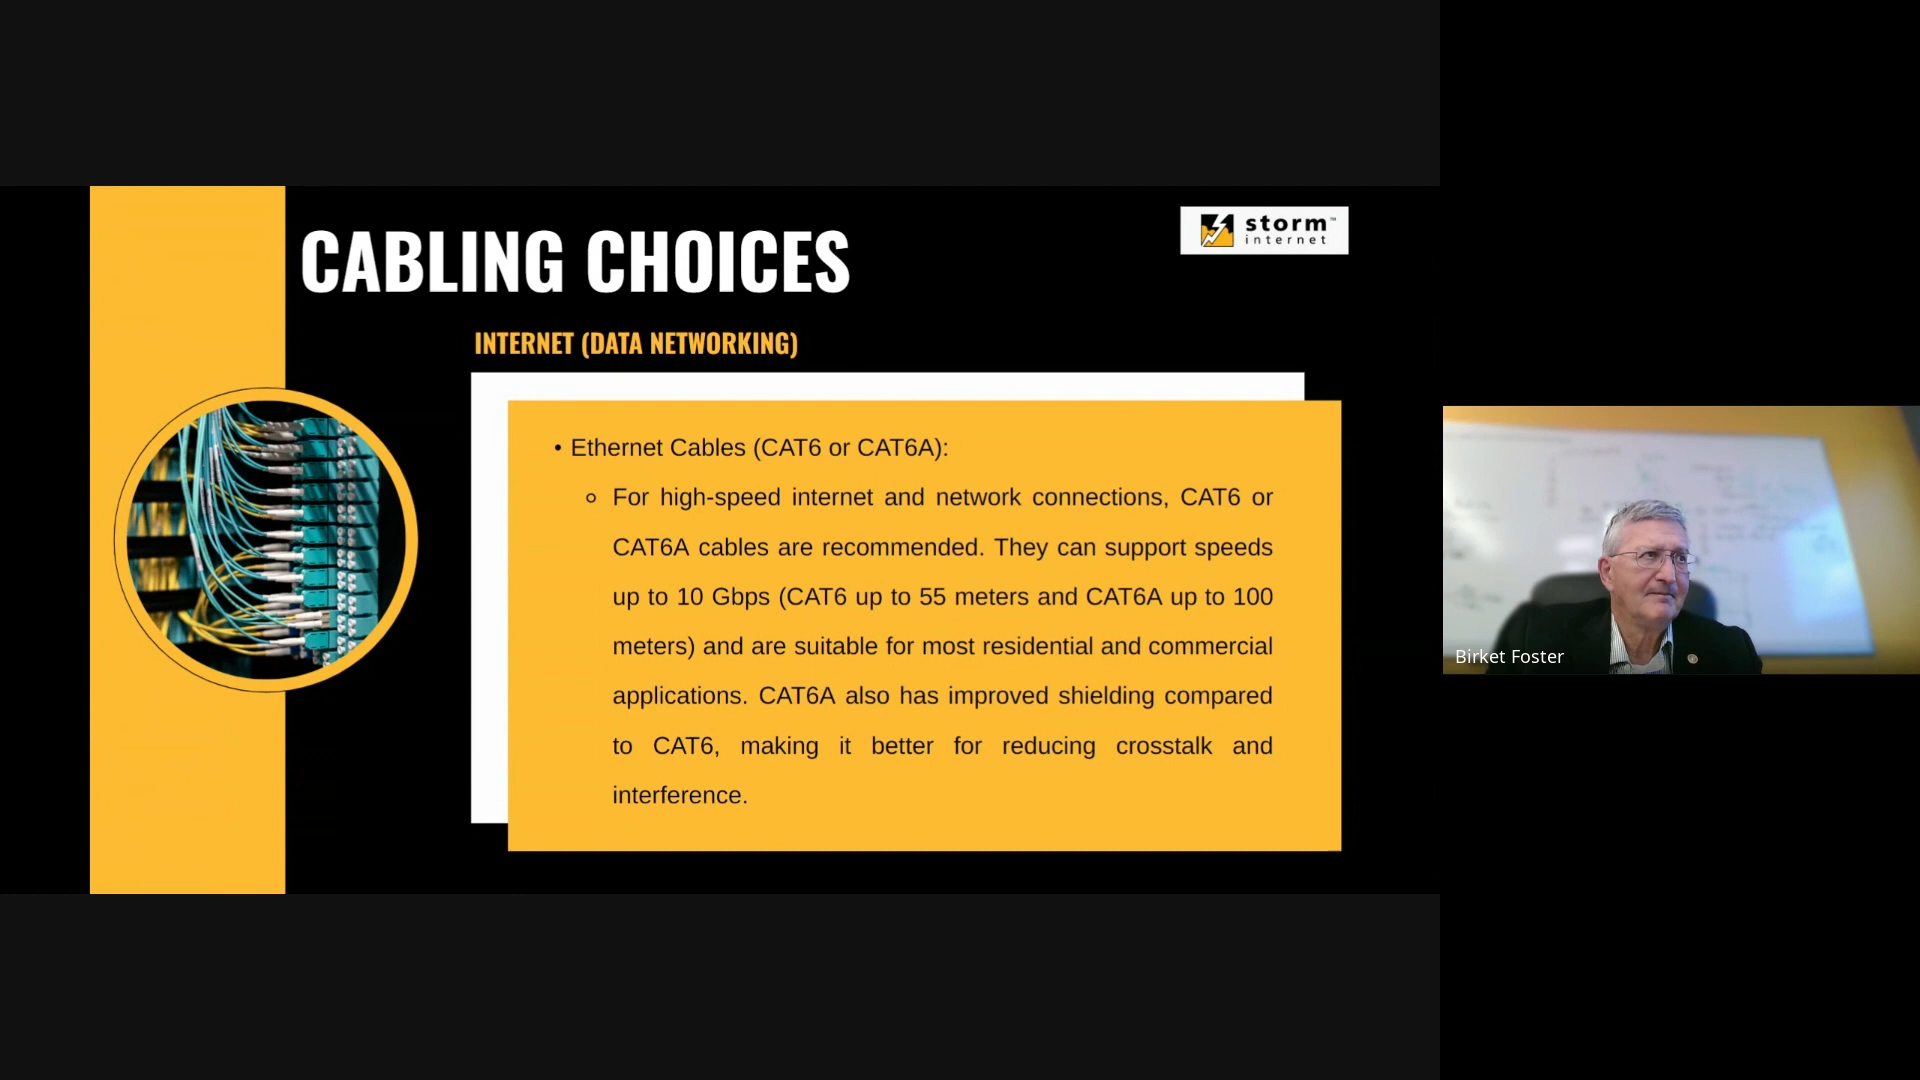 CABLING CHOICES
storm™
internet
INTERNET (DATA NETWORKING)
• Ethernet Cables (CAT6 or CAT6A):
For high-speed internet and network connections, CAT6 or
CAT6A cables are recommended. They can support speeds
up to 10 Gbps (CAT6 up to 55 meters and CAT6A up to 100
meters) and are suitable for most residential and commercial
applications. CAT6A also has improved shielding compared
to CAT6, making it better for reducing crosstalk and
interference.
Birket Foster